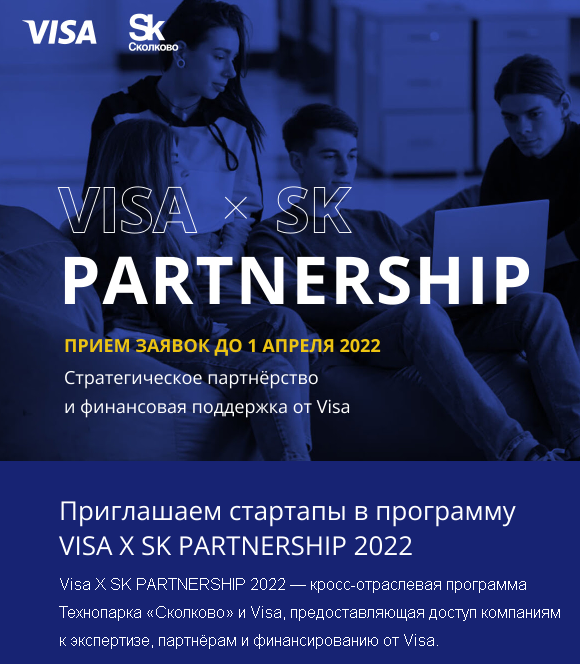 VISA Sk
Сколково
VISA × SK
PARTNERSHIP
ПРИЕМ ЗАЯВОК ДО 1 АПРЕЛЯ 2022
Стратегическое партнёрство
и финансовая поддержка от Visa
Приглашаем стартапы в программу
VISA X SK PARTNERSHIP 2022
Visa X SK PARTNERSHIP 2022 — кросс-отраслевая программа
Технопарка «Сколково» и Visa, предоставляющая доступ компаниям
к экспертизе, партнёрам и финансированию от Visa.